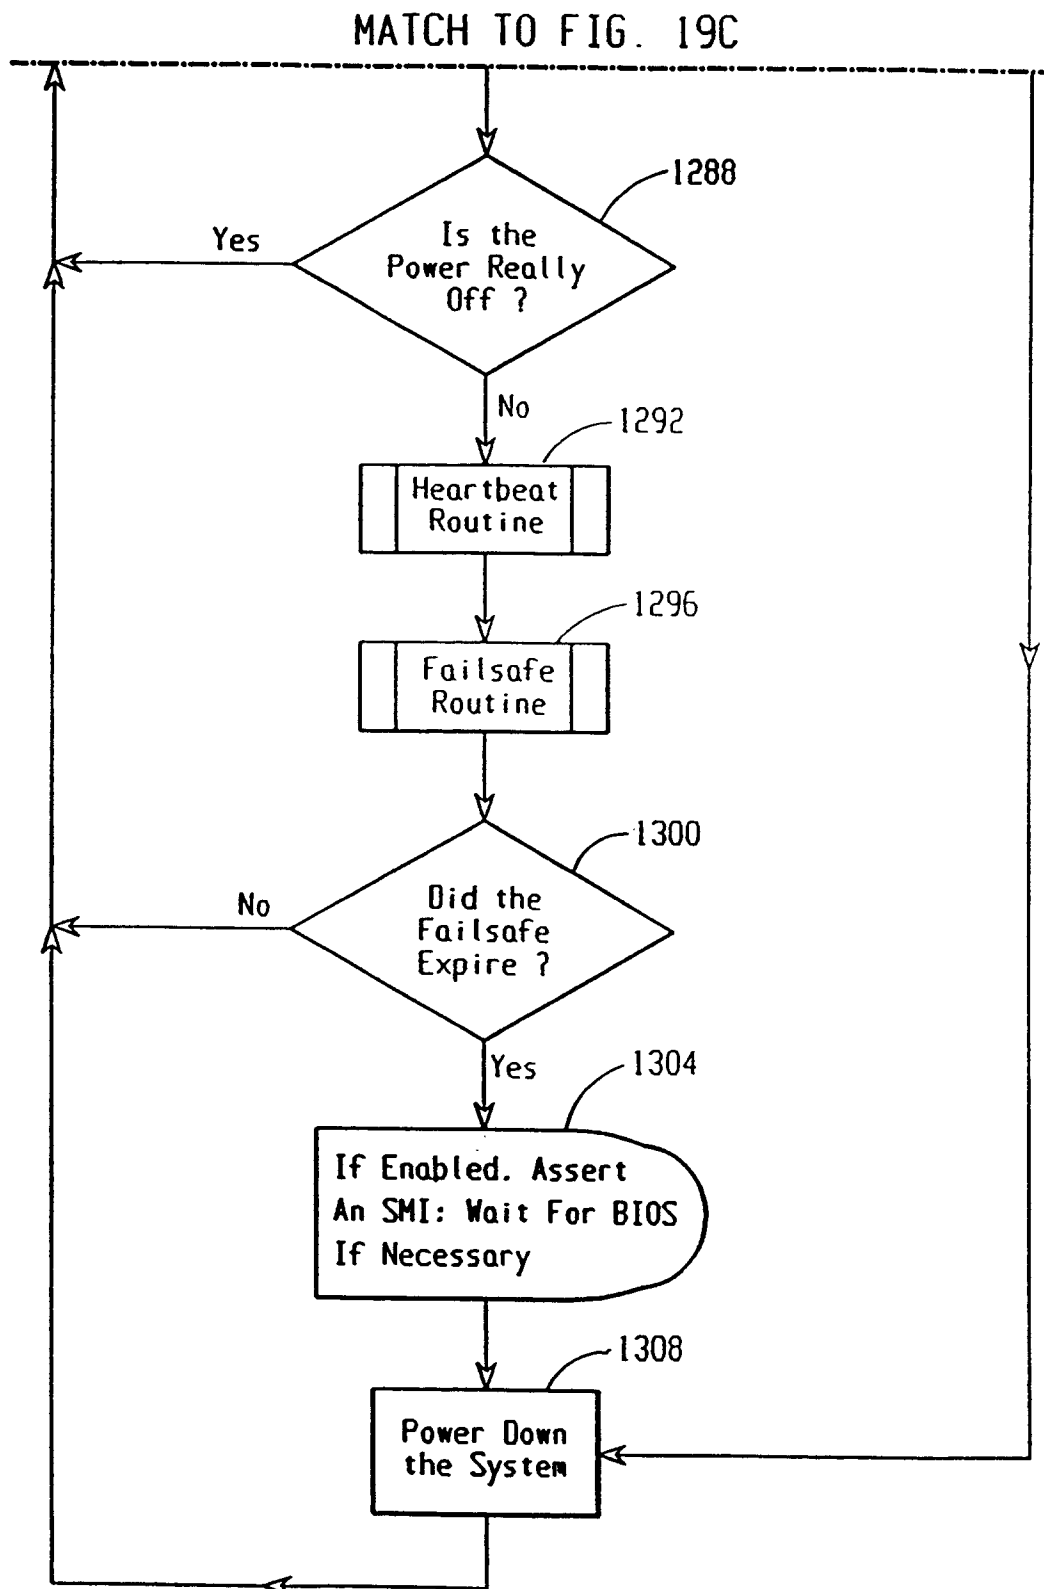 MATCH TO FIG. 19C
1288
Is the
Power Really
Off ?
Yes
No
1292
Heartbeat
Routine
1296
Failsafe
Routine
1300
Did the
Failsafe
Expire ?
No
Yes
1304
If Enabled. Assert
An SMI: Wait For BIOS
If Necessary
1308
Power Down
the System